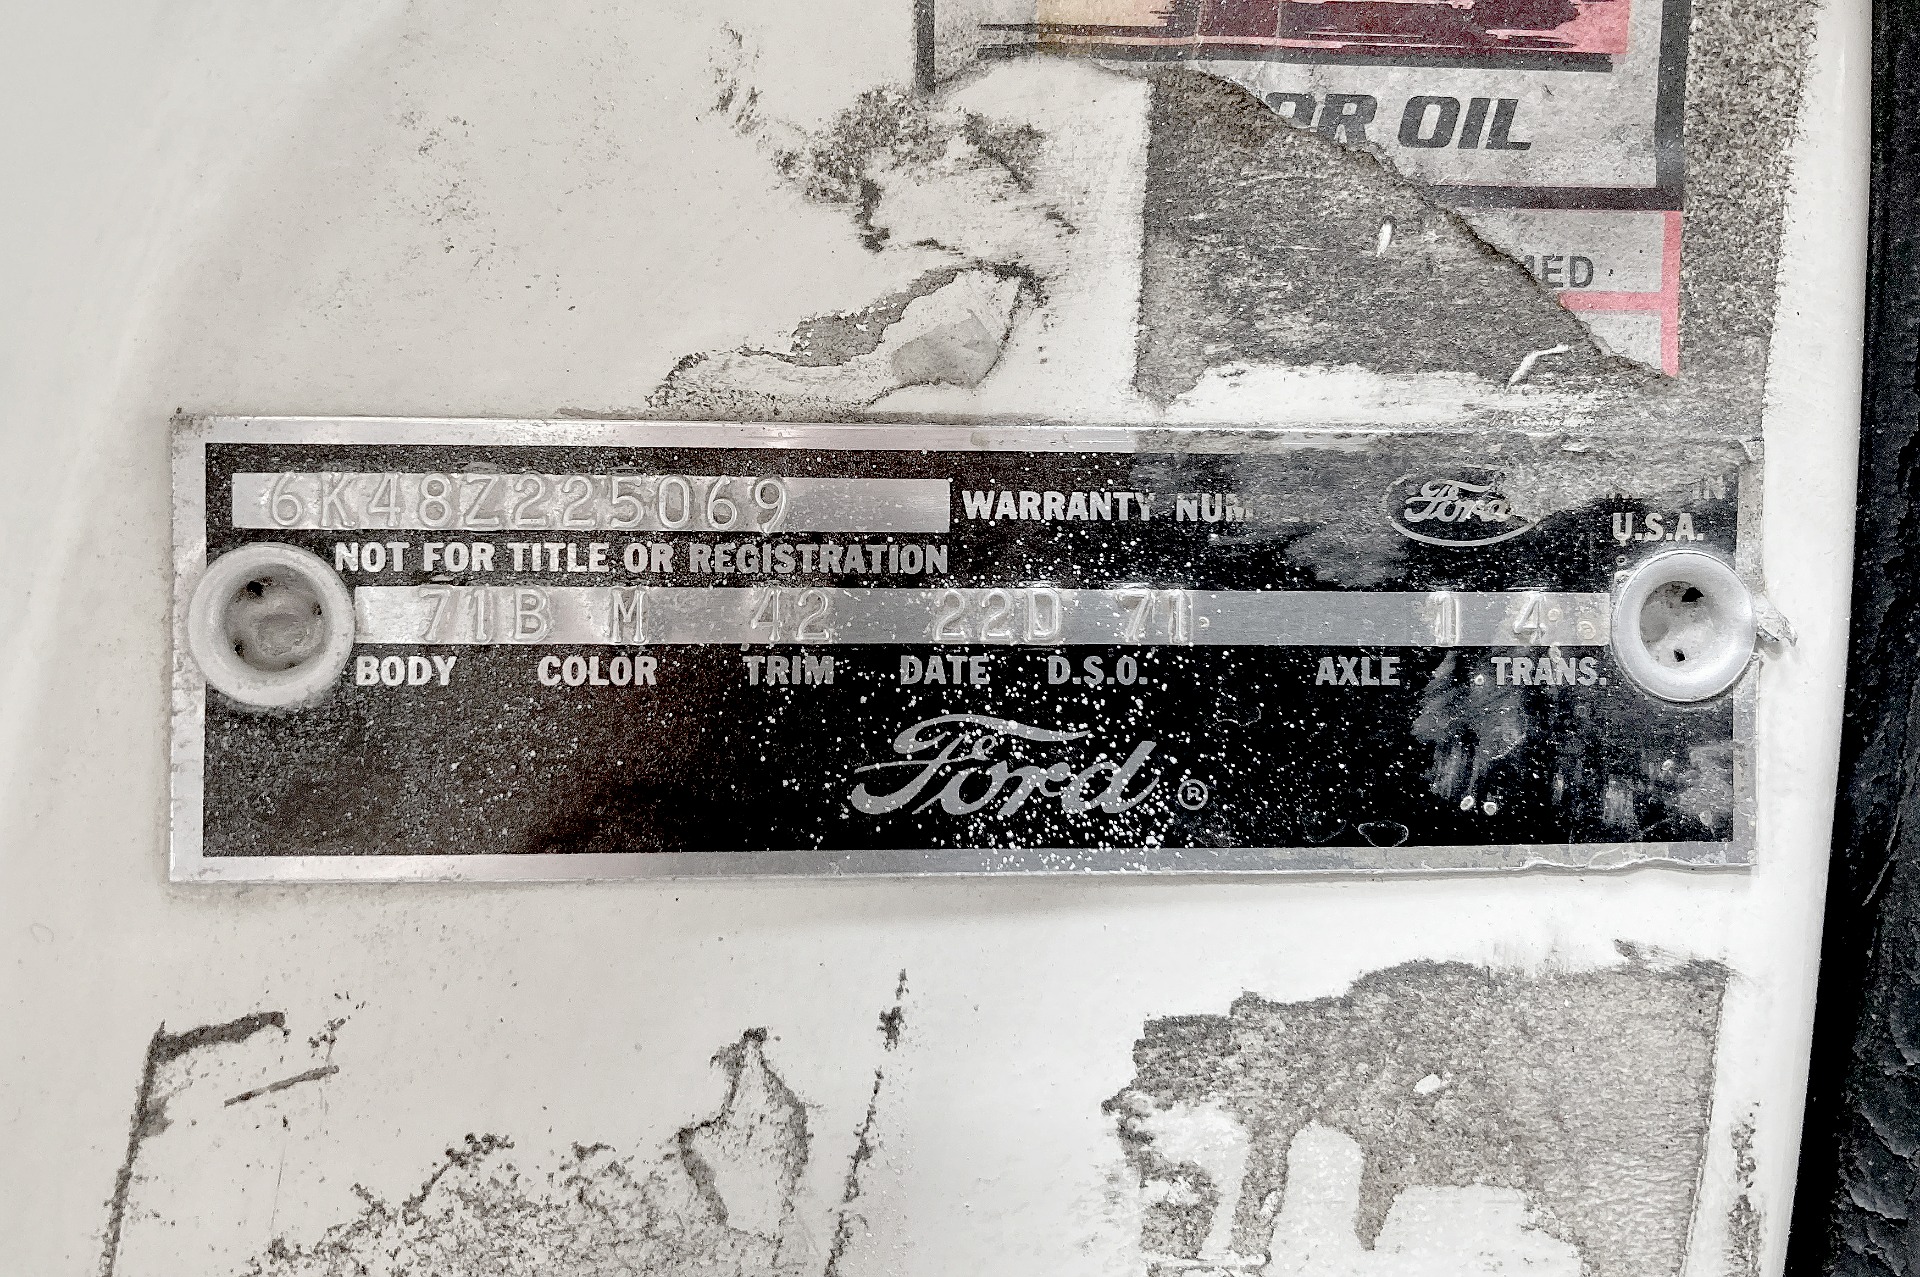 OR OIL
6K48Z225069 WARRANTY NUM Ford IN
U.S.A.
NOT FOR TITLE OR REGISTRATION
71B M 42 22D 71 1 4
BODY COLOR TRIM DATE D.S.O. AXLE TRANS.
Ford ®